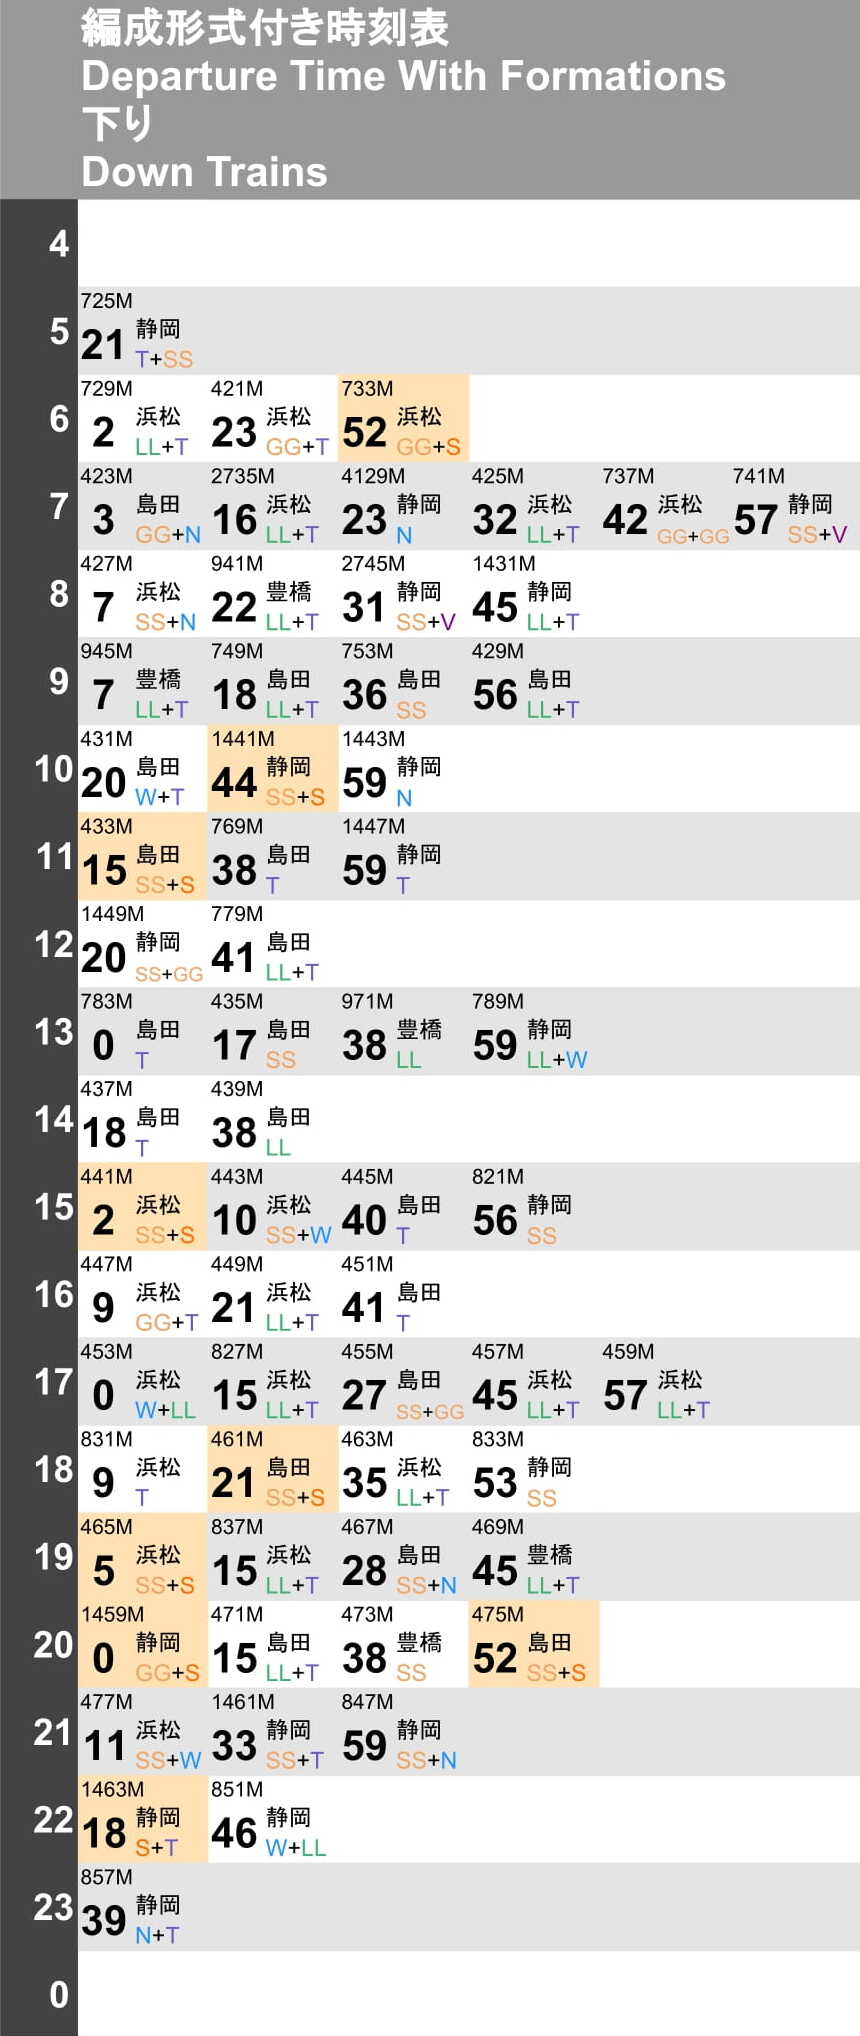 編成形式付き時刻表
Departure Time With Formations
下り
Down Trains
4
5
725M
21 静岡
T+SS
6
729M 421M 733M
2 浜松 23 浜松 52 浜松
LL+T GG+T GG+S
7
423M 2735M 4129M 425M 737M 741M
3 島田 16 浜松 23 静岡 32 浜松 42 浜松 57 静岡
GG+N LL+T N LL+T GG+GG SS+V
8
427M 941M 2745M 1431M
7 浜松 22 豊橋 31 静岡 45 静岡
SS+N LL+T SS+V LL+T
9
945M 749M 753M 429M
7 豊橋 18 島田 36 島田 56 島田
LL+T LL+T SS LL+T
10
431M 1441M 1443M
20 島田 44 静岡 59 静岡
W+T SS+S N
11
433M 769M 1447M
15 島田 38 島田 59 静岡
SS+S T T
12
1449M 779M
20 静岡 41 島田
SS+GG LL+T
13
783M 435M 971M 789M
0 島田 17 島田 38 豊橋 59 静岡
T SS LL LL+W
14
437M 439M
18 島田 38 島田
T LL
15
441M 443M 445M 821M
2 浜松 10 浜松 40 島田 56 静岡
SS+S SS+W T SS
16
447M 449M 451M
9 浜松 21 浜松 41 島田
GG+T LL+T T
17
453M 827M 455M 457M 459M
0 浜松 15 浜松 27 島田 45 浜松 57 浜松
W+LL LL+T SS+GG LL+T LL+T
18
831M 461M 463M 833M
9 浜松 21 島田 35 浜松 53 静岡
T SS+S LL+T SS
19
465M 837M 467M 469M
5 浜松 15 浜松 28 島田 45 豊橋
SS+S LL+T SS+N LL+T
20
1459M 471M 473M 475M
0 静岡 15 島田 38 豊橋 52 島田
GG+S LL+T SS SS+S
21
477M 1461M 847M
11 浜松 33 静岡 59 静岡
SS+W SS+T SS+N
22
1463M 851M
18 静岡 46 静岡
S+T W+LL
23
857M
39 静岡
N+T
0